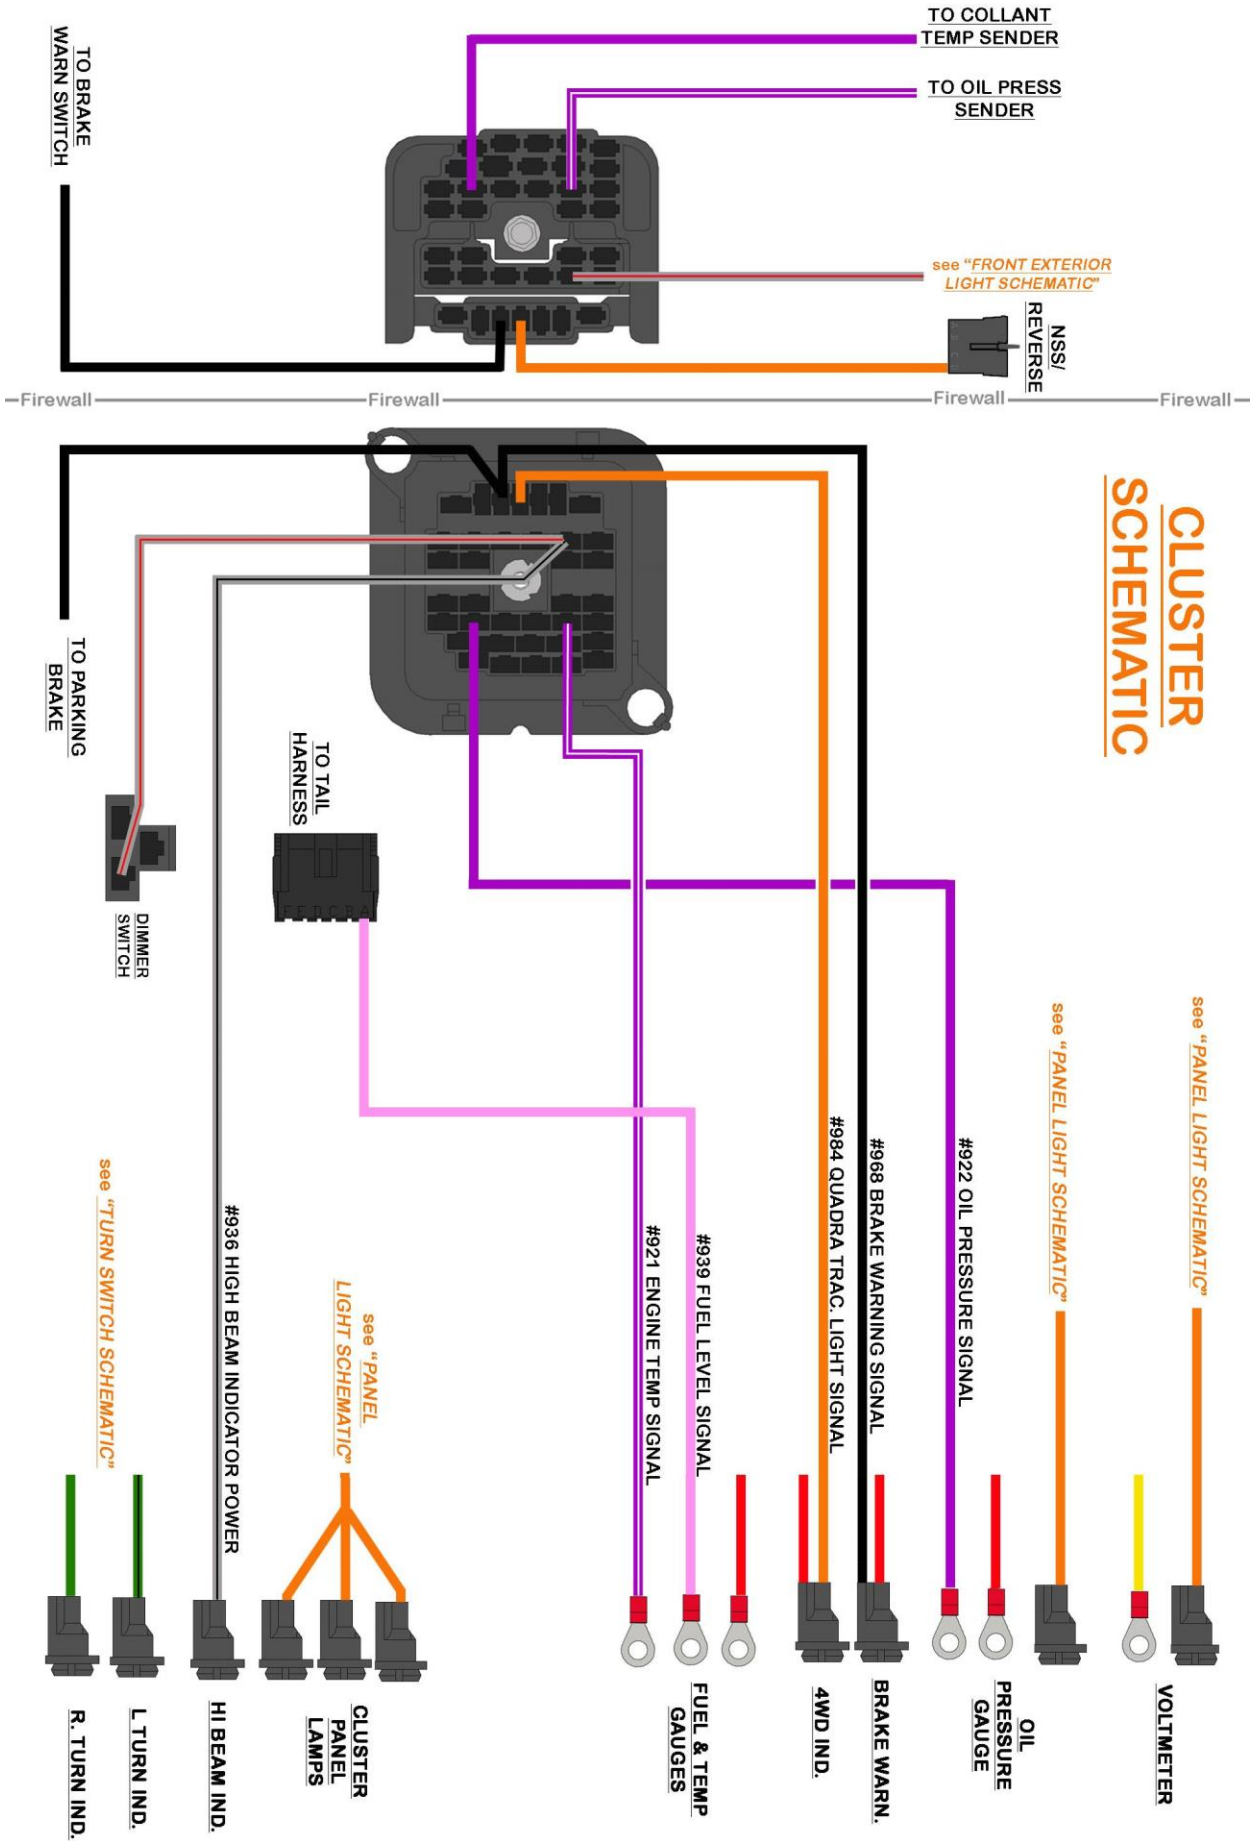 TO COLLANT
TEMP SENDER
TO OIL PRESS
SENDER
TO BRAKE
WARN SWITCH
see "FRONT EXTERIOR
LIGHT SCHEMATIC"
NSS/
REVERSE
Firewall
Firewall
Firewall
Firewall
CLUSTER
SCHEMATIC
TO PARKING
BRAKE
TO TAIL
HARNESS
F E D C B A
DIMMER
SWITCH
see "PANEL LIGHT SCHEMATIC"
see "PANEL LIGHT SCHEMATIC"
#922 OIL PRESSURE SIGNAL
#968 BRAKE WARNING SIGNAL
#984 QUADRA TRAC. LIGHT SIGNAL
#939 FUEL LEVEL SIGNAL
#921 ENGINE TEMP SIGNAL
see "PANEL
LIGHT SCHEMATIC"
#936 HIGH BEAM INDICATOR POWER
see "TURN SWITCH SCHEMATIC"
VOLTMETER
OIL
PRESSURE
GAUGE
BRAKE WARN.
4WD IND.
FUEL & TEMP
GAUGES
CLUSTER
PANEL
LAMPS
HI BEAM IND.
L TURN IND.
R. TURN IND.